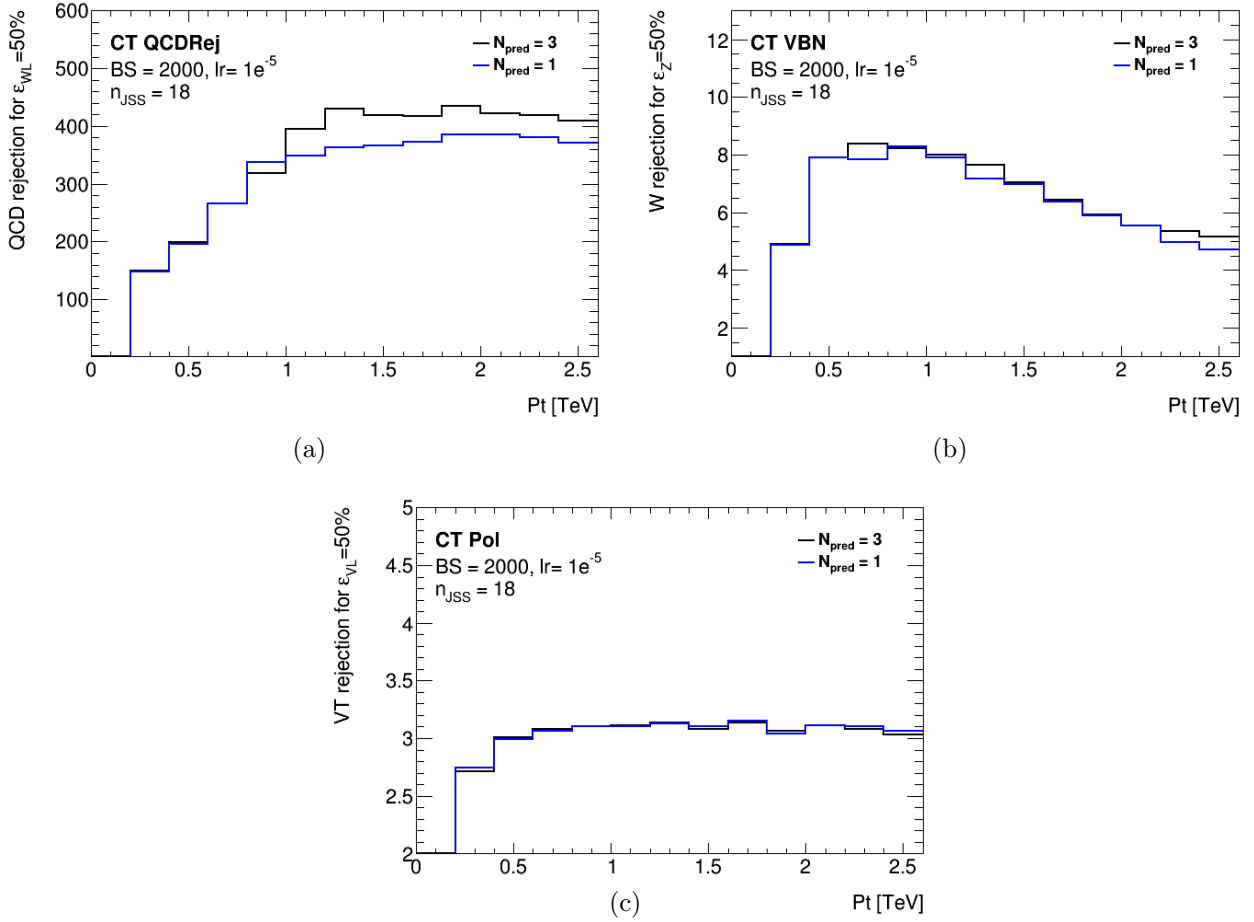 QCD rejection for ε_WL=50%
600
500
400
300
200
100
CT QCDRej
BS = 2000, lr= 1e^-5
n_JSS = 18
N_pred = 3
N_pred = 1
0 0.5 1 1.5 2 2.5
Pt [TeV]
(a)
W rejection for ε_Z=50%
12
10
8
6
4
2
CT VBN
BS = 2000, lr= 1e^-5
n_JSS = 18
N_pred = 3
N_pred = 1
0 0.5 1 1.5 2 2.5
Pt [TeV]
(b)
VT rejection for ε_VL=50%
5
4.5
4
3.5
3
2.5
2
CT Pol
BS = 2000, lr= 1e^-5
n_JSS = 18
N_pred = 3
N_pred = 1
0 0.5 1 1.5 2 2.5
Pt [TeV]
(c)